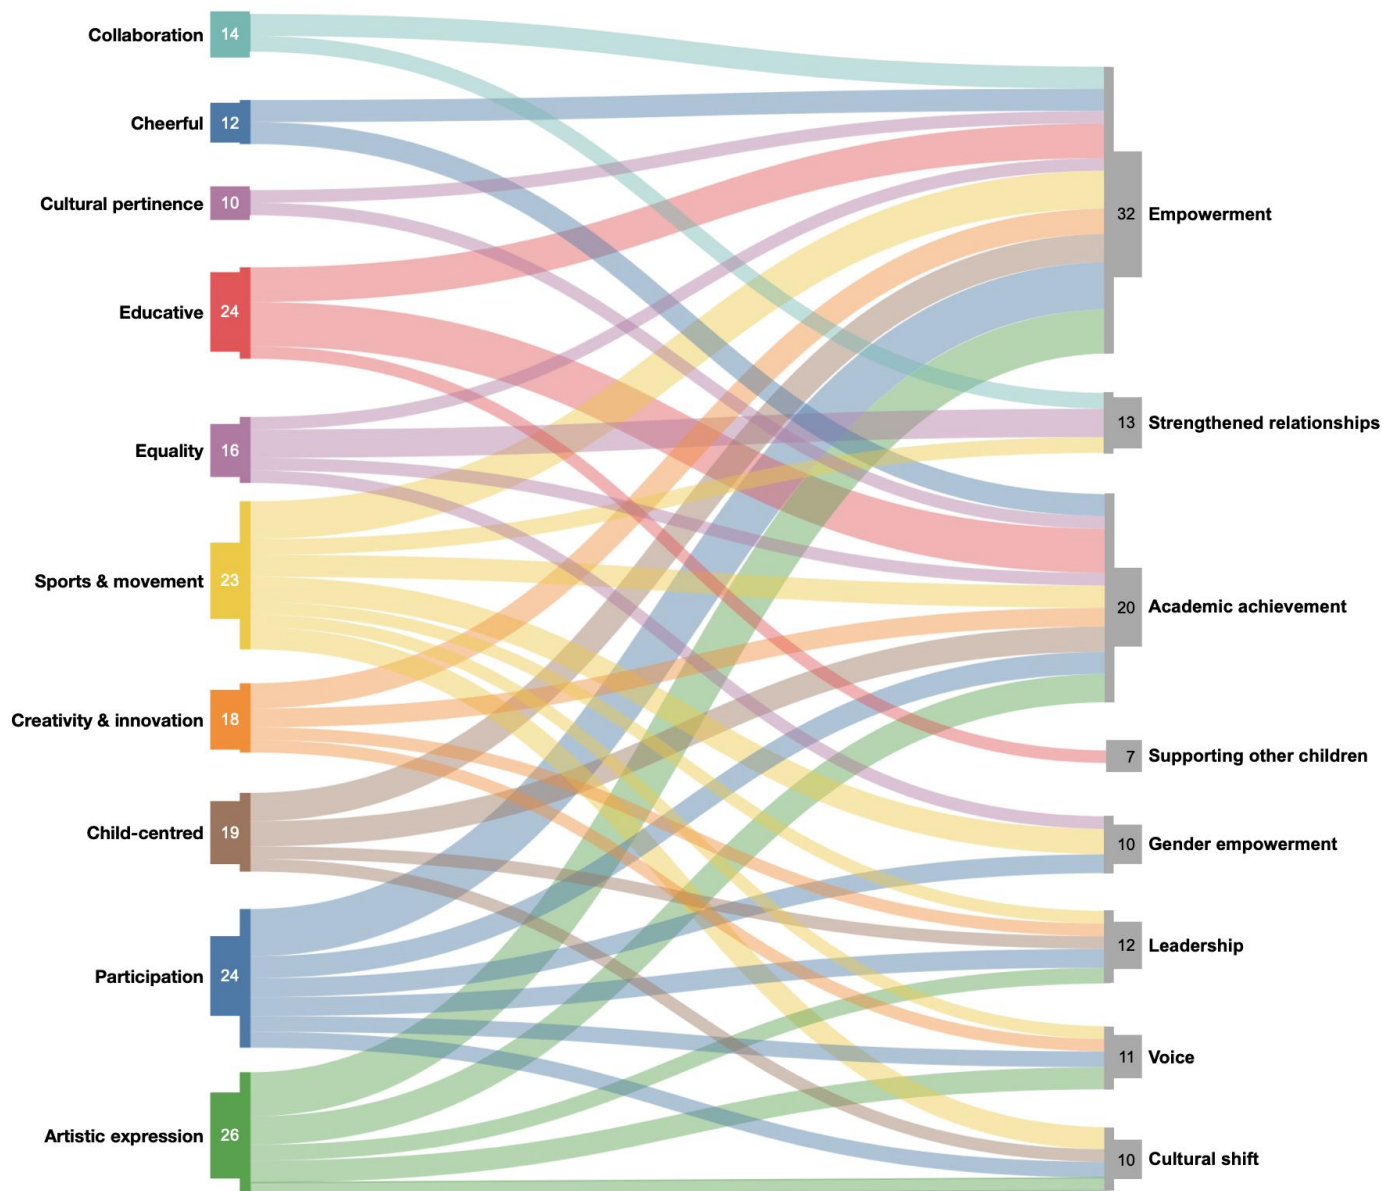 Collaboration 14
Cheerful 12
Cultural pertinence 10
Educative 24
Equality 16
Sports & movement 23
Creativity & innovation 18
Child-centred 19
Participation 24
Artistic expression 26
32 Empowerment
13 Strengthened relationships
20 Academic achievement
7 Supporting other children
10 Gender empowerment
12 Leadership
11 Voice
10 Cultural shift